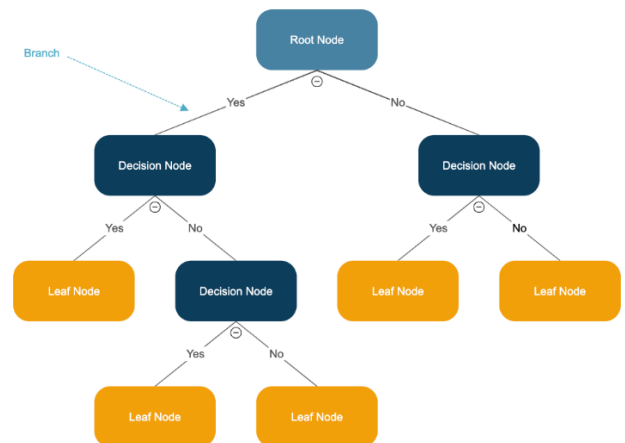 Root Node
Branch
Yes
No
Decision Node
Decision Node
Yes
No
Yes
No
Leaf Node
Decision Node
Leaf Node
Leaf Node
Yes
No
Leaf Node
Leaf Node